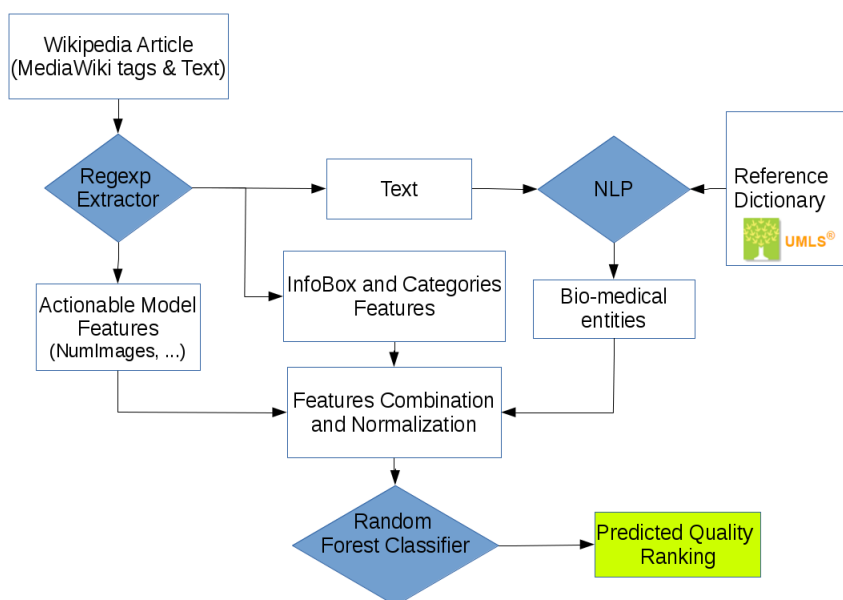 Wikipedia Article
(MediaWiki tags & Text)
Regexp
Extractor
Text
NLP
Reference
Dictionary
UMLS®
Actionable Model
Features
(NumImages, ...)
InfoBox and Categories
Features
Bio-medical
entities
Features Combination
and Normalization
Random
Forest Classifier
Predicted Quality
Ranking